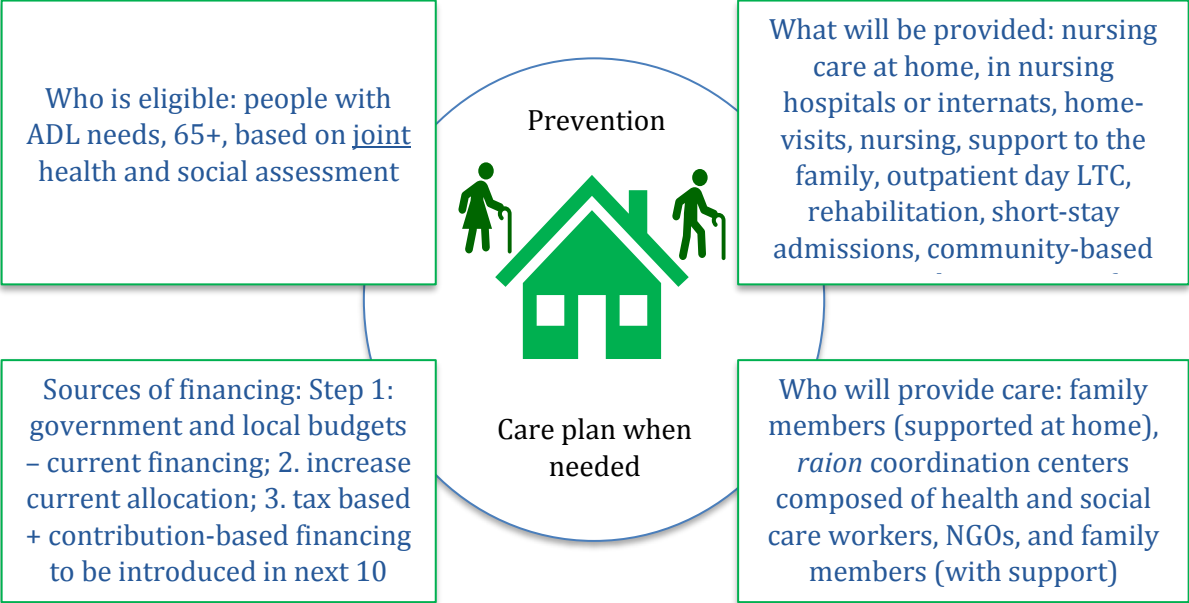 Who is eligible: people with
ADL needs, 65+, based on joint
health and social assessment
What will be provided: nursing
care at home, in nursing
hospitals or internats, home-
visits, nursing, support to the
family, outpatient day LTC,
rehabilitation, short-stay
admissions, community-based
Prevention
Care plan when
needed
Sources of financing: Step 1:
government and local budgets
– current financing; 2. increase
current allocation; 3. tax based
+ contribution-based financing
to be introduced in next 10
Who will provide care: family
members (supported at home),
raion coordination centers
composed of health and social
care workers, NGOs, and family
members (with support)